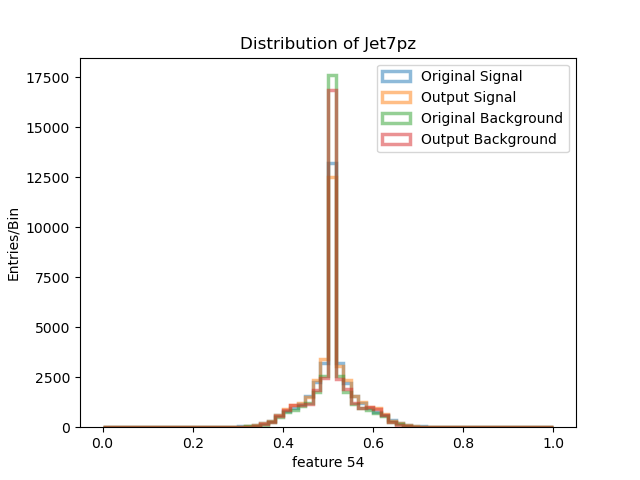 Distribution of Jet7pz
Original Signal
Output Signal
Original Background
Output Background
17500
15000
12500
10000
7500
5000
2500
0
Entries/Bin
0.0 0.2 0.4 0.6 0.8 1.0
feature 54